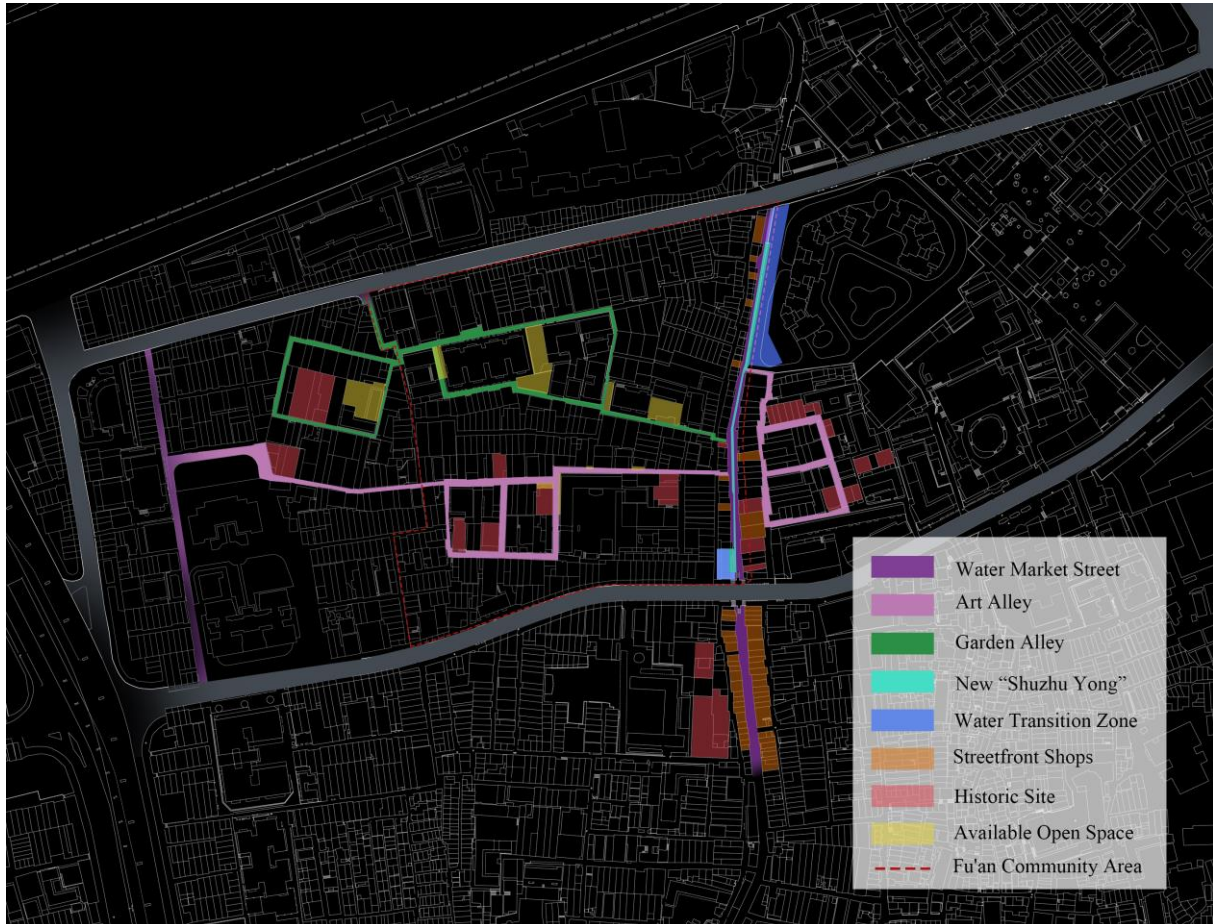 Water Market Street
Art Alley
Garden Alley
New “Shuzhu Yong”
Water Transition Zone
Streetfront Shops
Historic Site
Available Open Space
Fu'an Community Area